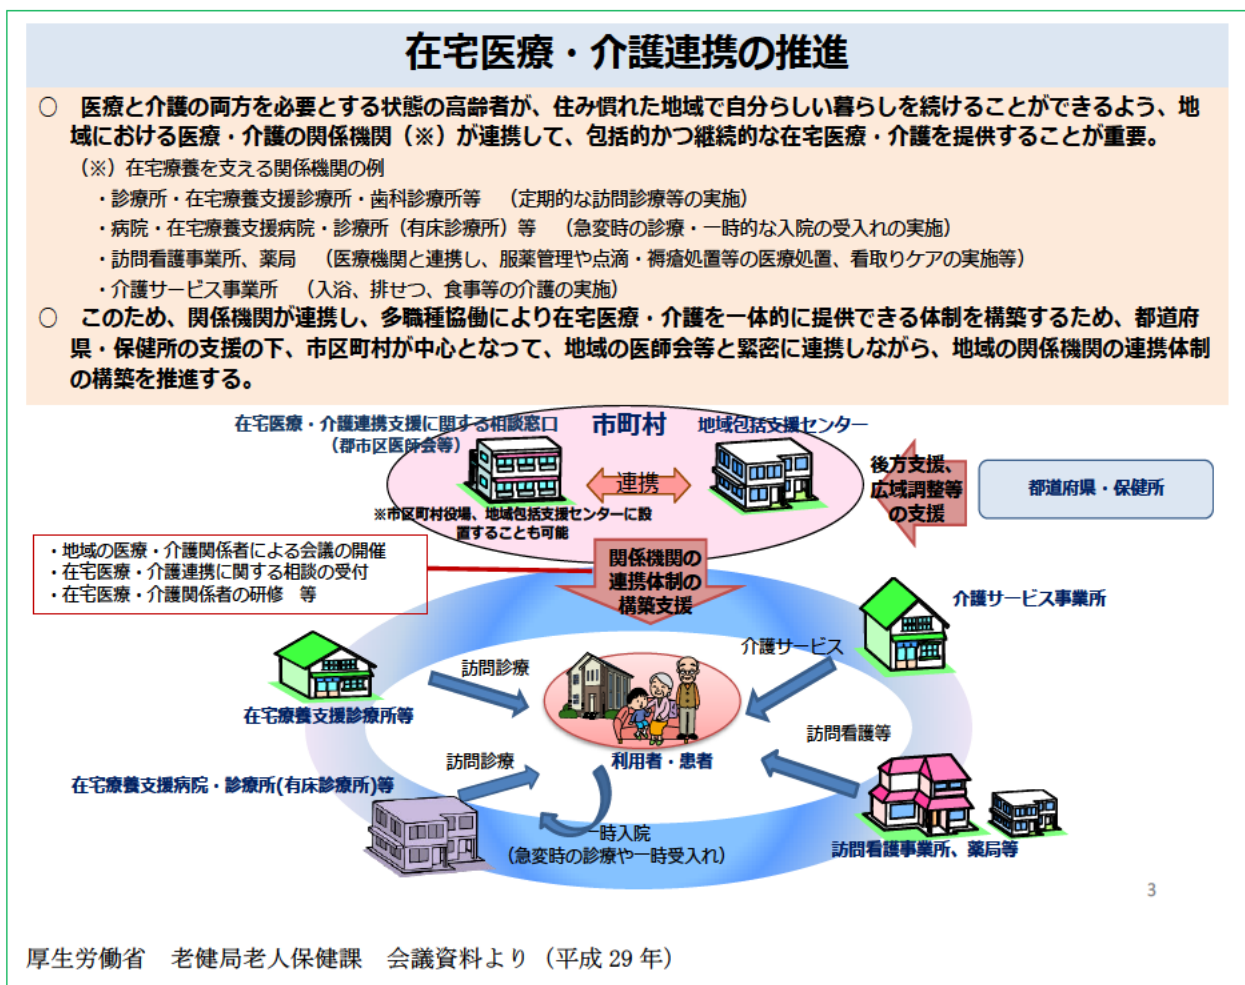 在宅医療・介護連携の推進
○　医療と介護の両方を必要とする状態の高齢者が、住み慣れた地域で自分らしい暮らしを続けることができるよう、地
域における医療・介護の関係機関（※）が連携して、包括的かつ継続的な在宅医療・介護を提供することが重要。
（※）在宅療養を支える関係機関の例
・診療所・在宅療養支援診療所・歯科診療所等　（定期的な訪問診療等の実施）
・病院・在宅療養支援病院・診療所（有床診療所）等　（急変時の診療・一時的な入院の受入れの実施）
・訪問看護事業所、薬局　（医療機関と連携し、服薬管理や点滴・褥瘡処置等の医療処置、看取りケアの実施等）
・介護サービス事業所　（入浴、排せつ、食事等の介護の実施）
○　このため、関係機関が連携し、多職種協働により在宅医療・介護を一体的に提供できる体制を構築するため、都道府
県・保健所の支援の下、市区町村が中心となって、地域の医師会等と緊密に連携しながら、地域の関係機関の連携体制
の構築を推進する。
在宅医療・介護連携支援に関する相談窓口
（郡市区医師会等）
市町村
地域包括支援センター
連携
※市区町村役場、地域包括支援センターに設
置することも可能
後方支援、
広域調整等
の支援
都道府県・保健所
・地域の医療・介護関係者による会議の開催
・在宅医療・介護連携に関する相談の受付
・在宅医療・介護関係者の研修　等
関係機関の
連携体制の
構築支援
介護サービス事業所
介護サービス
訪問診療
在宅療養支援診療所等
訪問看護等
利用者・患者
訪問診療
在宅療養支援病院・診療所(有床診療所)等
一時入院
（急変時の診療や一時受入れ）
訪問看護事業所、薬局等
3
厚生労働省　老健局老人保健課　会議資料より（平成 29 年）